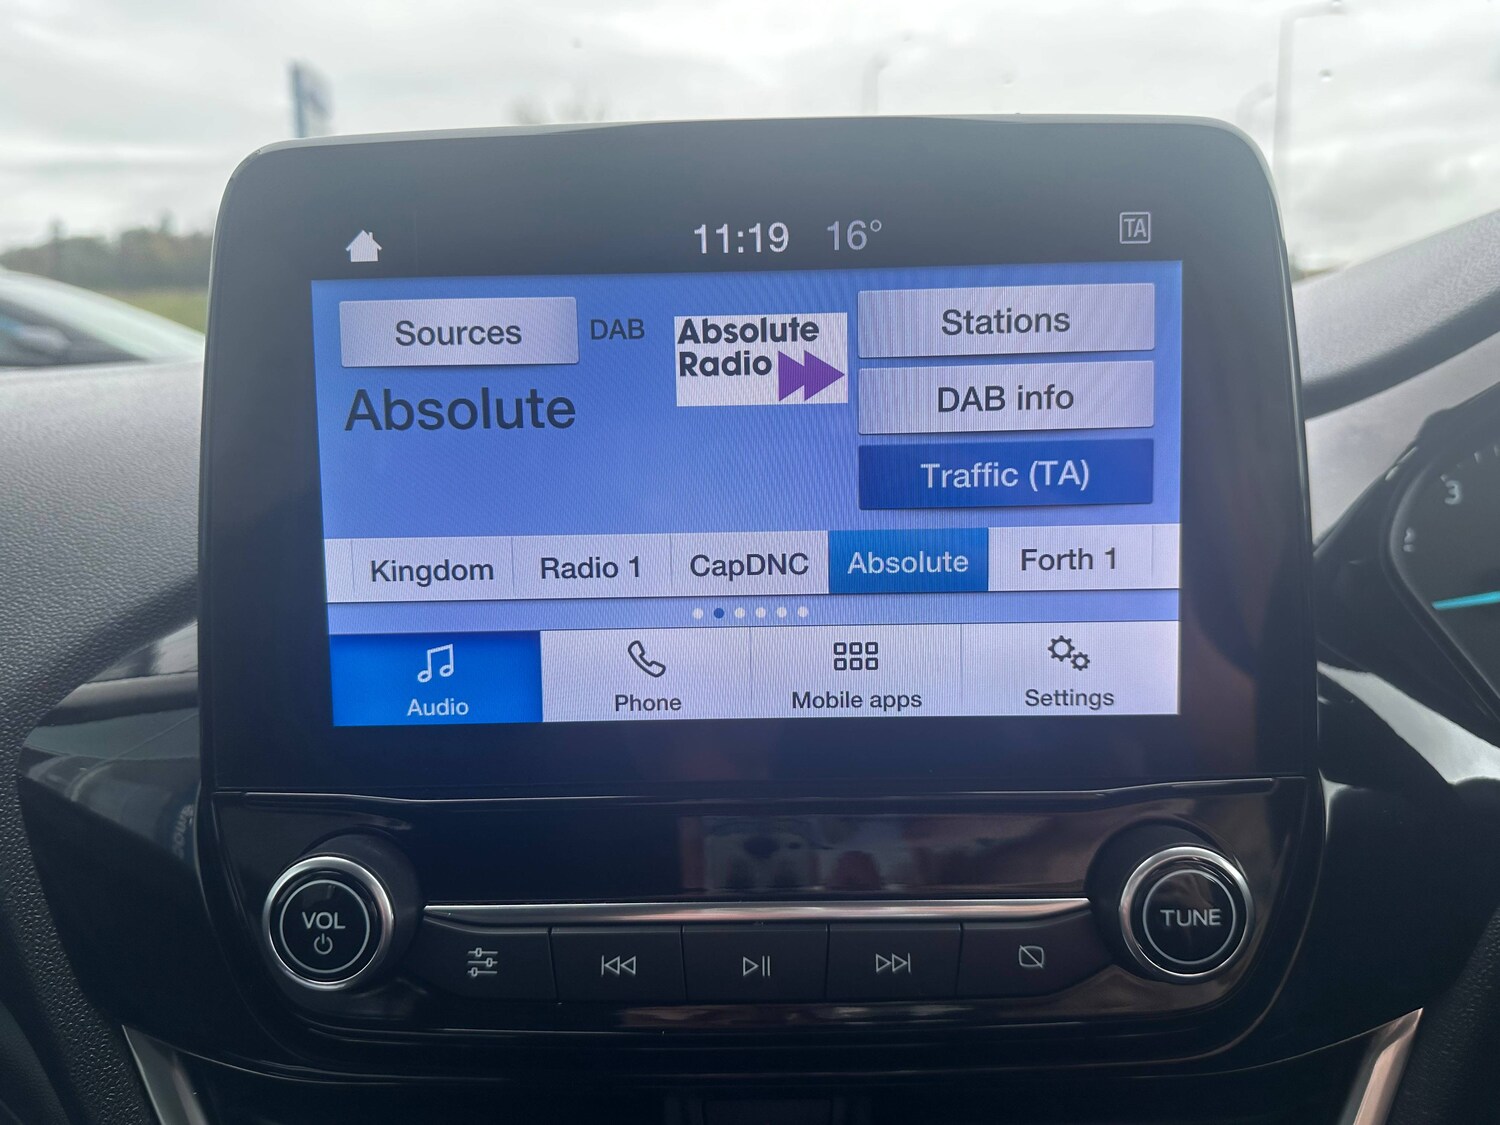 11:19 16°
TA
Sources
DAB
Absolute
Radio
Stations
Absolute
DAB info
Traffic (TA)
Kingdom
Radio 1
CapDNC
Absolute
Forth 1
Audio
Phone
Mobile apps
Settings
VOL
TUNE
3